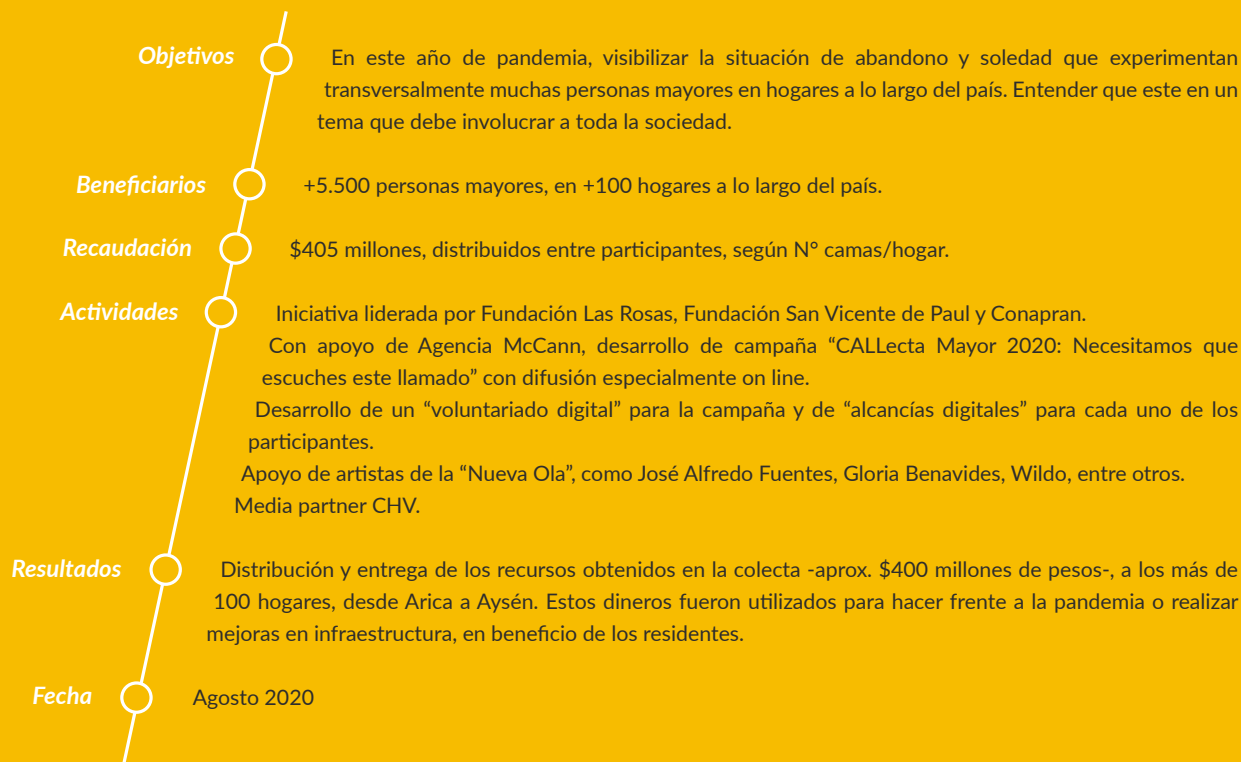 Objetivos
En este año de pandemia, visibilizar la situación de abandono y soledad que experimentan
transversalmente muchas personas mayores en hogares a lo largo del país. Entender que este en un
tema que debe involucrar a toda la sociedad.
Beneficiarios
+5.500 personas mayores, en +100 hogares a lo largo del país.
Recaudación
$405 millones, distribuidos entre participantes, según N° camas/hogar.
Actividades
Iniciativa liderada por Fundación Las Rosas, Fundación San Vicente de Paul y Conapran.
Con apoyo de Agencia McCann, desarrollo de campaña “CALLecta Mayor 2020: Necesitamos que
escuches este llamado” con difusión especialmente on line.
Desarrollo de un “voluntariado digital” para la campaña y de “alcancías digitales” para cada uno de los
participantes.
Apoyo de artistas de la “Nueva Ola”, como José Alfredo Fuentes, Gloria Benavides, Wildo, entre otros.
Media partner CHV.
Resultados
Distribución y entrega de los recursos obtenidos en la colecta -aprox. $400 millones de pesos-, a los más de
100 hogares, desde Arica a Aysén. Estos dineros fueron utilizados para hacer frente a la pandemia o realizar
mejoras en infraestructura, en beneficio de los residentes.
Fecha
Agosto 2020